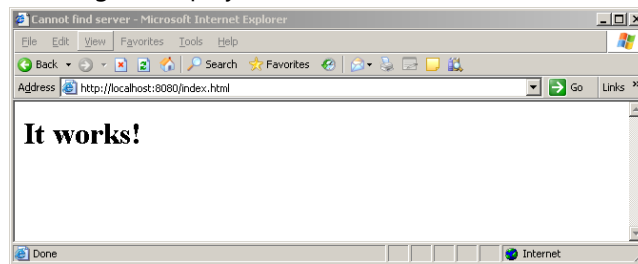 Cannot find server - Microsoft Internet Explorer
File Edit View Favorites Tools Help
Back Search Favorites
Address http://localhost:8080/index.html Go Links »
It works!
Done Internet